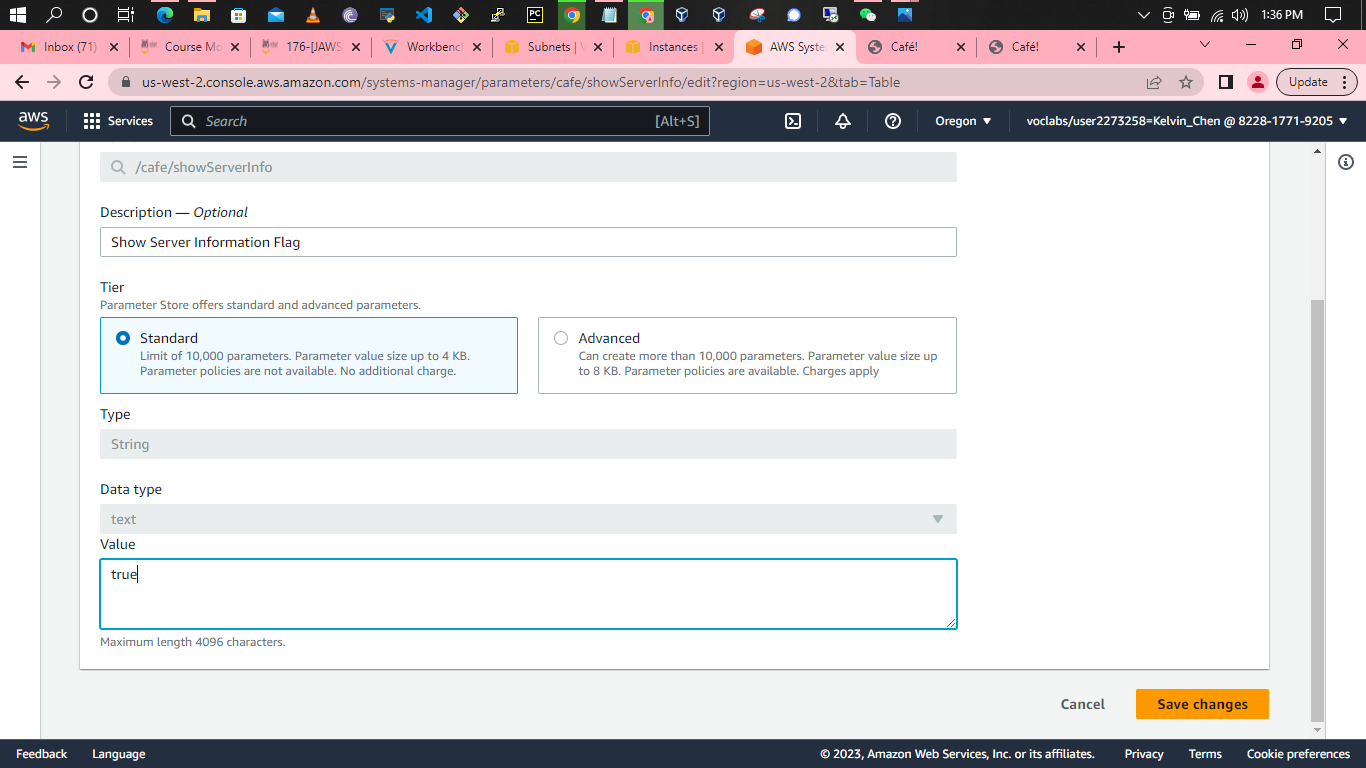 1:36 PM
Inbox (71)
Course Mo
176-[JAWS
Workbenc
Subnets | V
Instances |
AWS Syste
Café!
Café!
us-west-2.console.aws.amazon.com/systems-manager/parameters/cafe/showServerInfo/edit?region=us-west-2&tab=Table
Update
aws
Services
Search
[Alt+S]
Oregon
voclabs/user2273258=Kelvin_Chen @ 8228-1771-9205
/cafe/showServerInfo
Description — Optional
Show Server Information Flag
Tier
Parameter Store offers standard and advanced parameters.
Standard
Limit of 10,000 parameters. Parameter value size up to 4 KB.
Parameter policies are not available. No additional charge.
Advanced
Can create more than 10,000 parameters. Parameter value size up
to 8 KB. Parameter policies are available. Charges apply
Type
String
Data type
text
Value
true
Maximum length 4096 characters.
Cancel
Save changes
Feedback
Language
© 2023, Amazon Web Services, Inc. or its affiliates.
Privacy
Terms
Cookie preferences